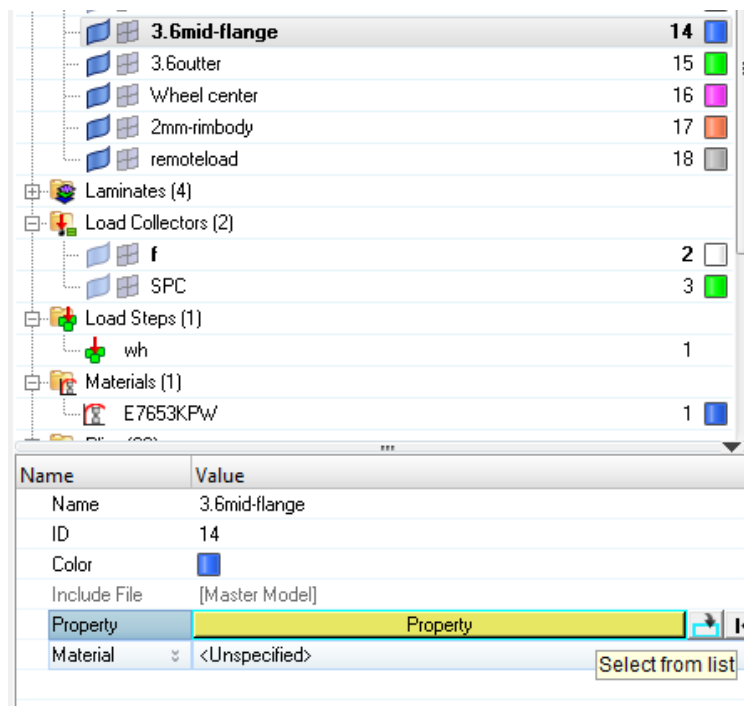 3.6mid-flange 14
3.6outter 15
Wheel center 16
2mm-rimbody 17
remoteload 18
Laminates (4)
Load Collectors (2)
f 2
SPC 3
Load Steps (1)
wh 1
Materials (1)
E7653KPW 1
Name Value
Name 3.6mid-flange
ID 14
Color
Include File [Master Model]
Property Property
Material <Unspecified>
Select from list